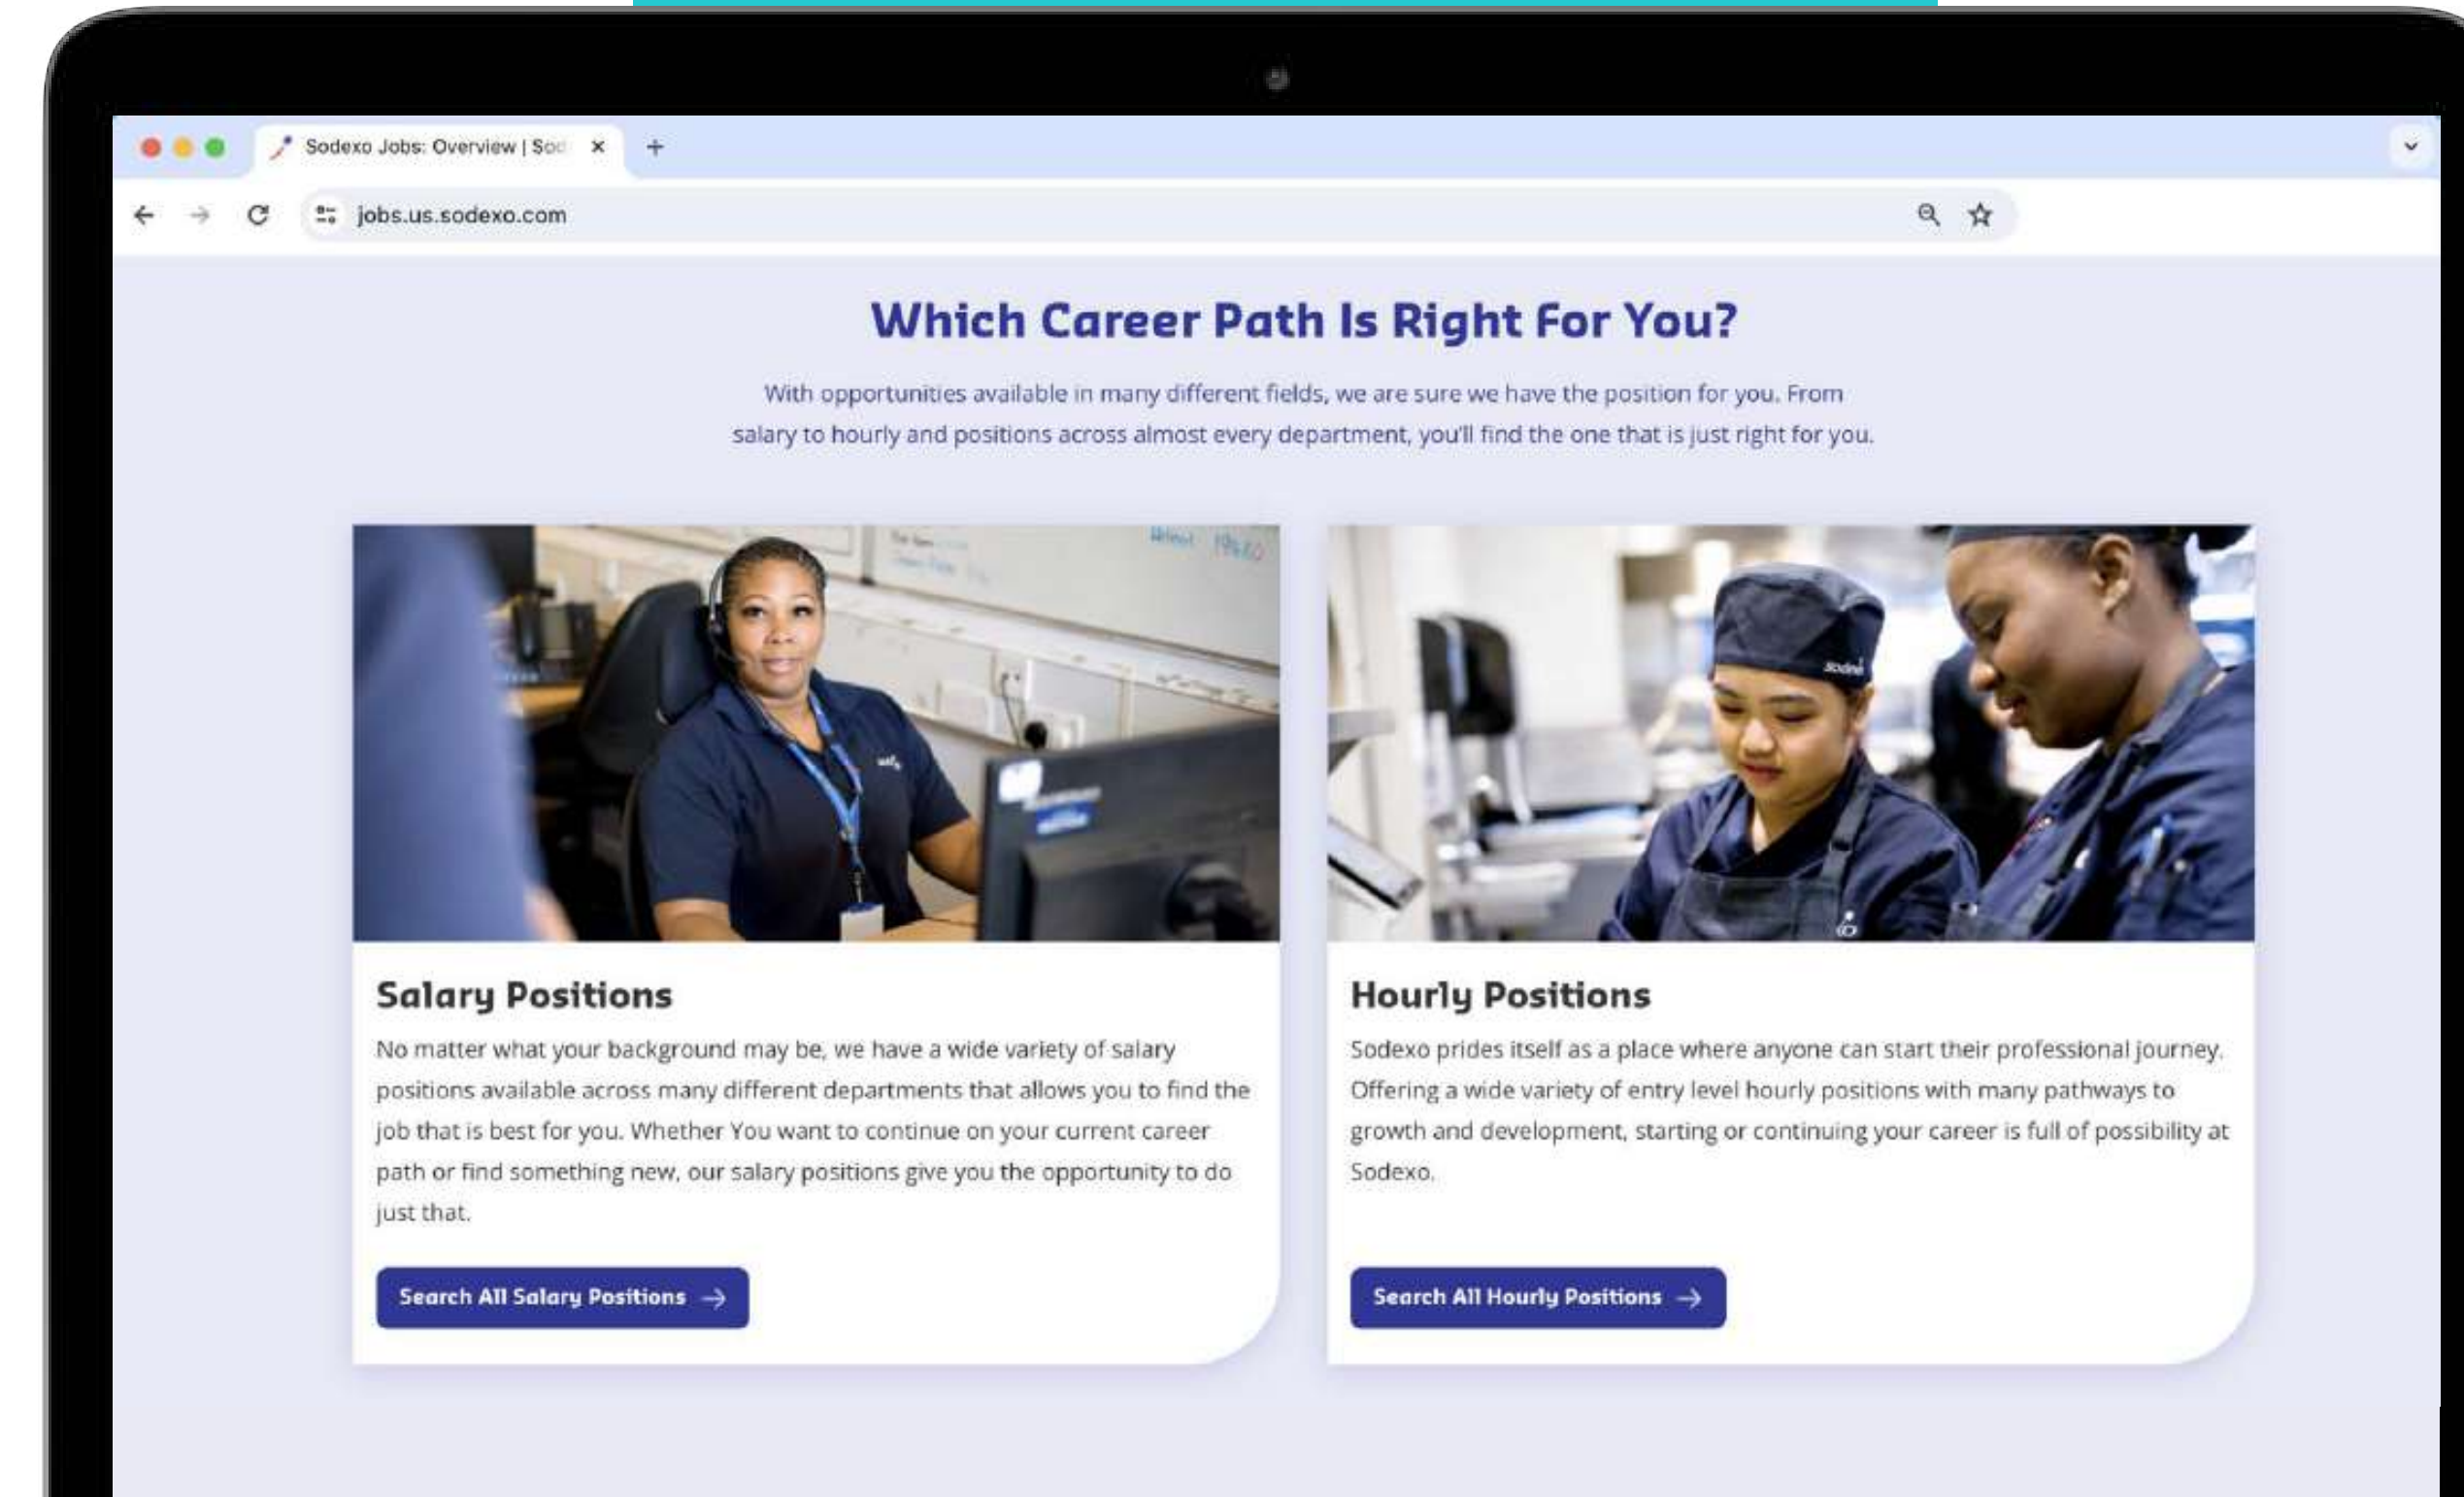 Sodexo Jobs: Overview | Sod
jobs.us.sodexo.com
Which Career Path Is Right For You?
With opportunities available in many different fields, we are sure we have the position for you. From
salary to hourly and positions across almost every department, you'll find the one that is just right for you.
sodexo
Salary Positions
No matter what your background may be, we have a wide variety of salary
positions available across many different departments that allows you to find the
job that is best for you. Whether You want to continue on your current career
path or find something new, our salary positions give you the opportunity to do
just that.
Search All Salary Positions
Hourly Positions
Sodexo prides itself as a place where anyone can start their professional journey.
Offering a wide variety of entry level hourly positions with many pathways to
growth and development, starting or continuing your career is full of possibility at
Sodexo.
Search All Hourly Positions